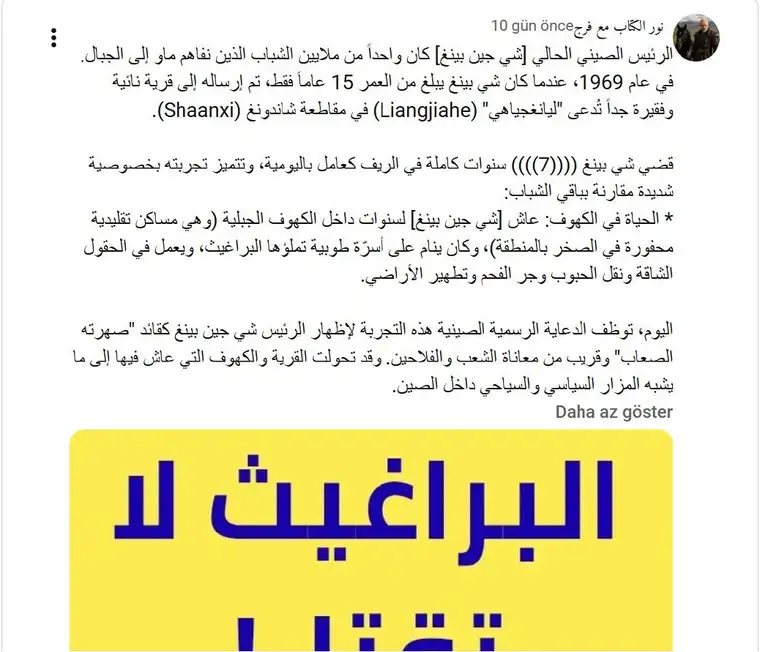 نور الكتاب مع فرج 10 gün önce
الرئيس الصيني الحالي [شي جين بينغ] كان واحداً من ملايين الشباب الذين نفاهم ماو إلى الجبال.
في عام 1969، عندما كان شي بينغ يبلغ من العمر 15 عاماً فقط، تم إرساله إلى قرية نائية
وفقيرة جداً تُدعى "ليانغجياهي" (Liangjiahe) في مقاطعة شاندونغ (Shaanxi).
قضي شي بينغ ((((7)))) سنوات كاملة في الريف كعامل باليومية، وتتميز تجربته بخصوصية
شديدة مقارنة بباقي الشباب:
* الحياة في الكهوف: عاش [شي جين بينغ] لسنوات داخل الكهوف الجبلية (وهي مساكن تقليدية
محفورة في الصخر بالمنطقة)، وكان ينام على أسرّة طوبية تملؤها البراغيث، ويعمل في الحقول
الشاقة ونقل الحبوب وجر الفحم وتطهير الأراضي.
اليوم، توظف الدعاية الرسمية الصينية هذه التجربة لإظهار الرئيس شي جين بينغ كقائد "صهرته
الصعاب" وقريب من معاناة الشعب والفلاحين. وقد تحولت القرية والكهوف التي عاش فيها إلى ما
يشبه المزار السياسي والسياحي داخل الصين.
Daha az göster
البراغيث لا